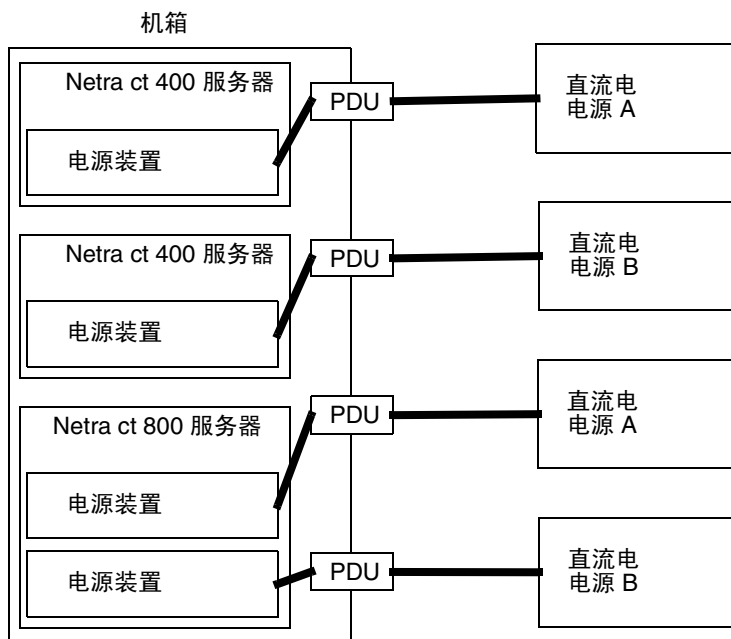 机箱
Netra ct 400 服务器
电源装置
PDU
直流电
电源 A
Netra ct 400 服务器
电源装置
PDU
直流电
电源 B
Netra ct 800 服务器
电源装置
PDU
直流电
电源 A
电源装置
PDU
直流电
电源 B